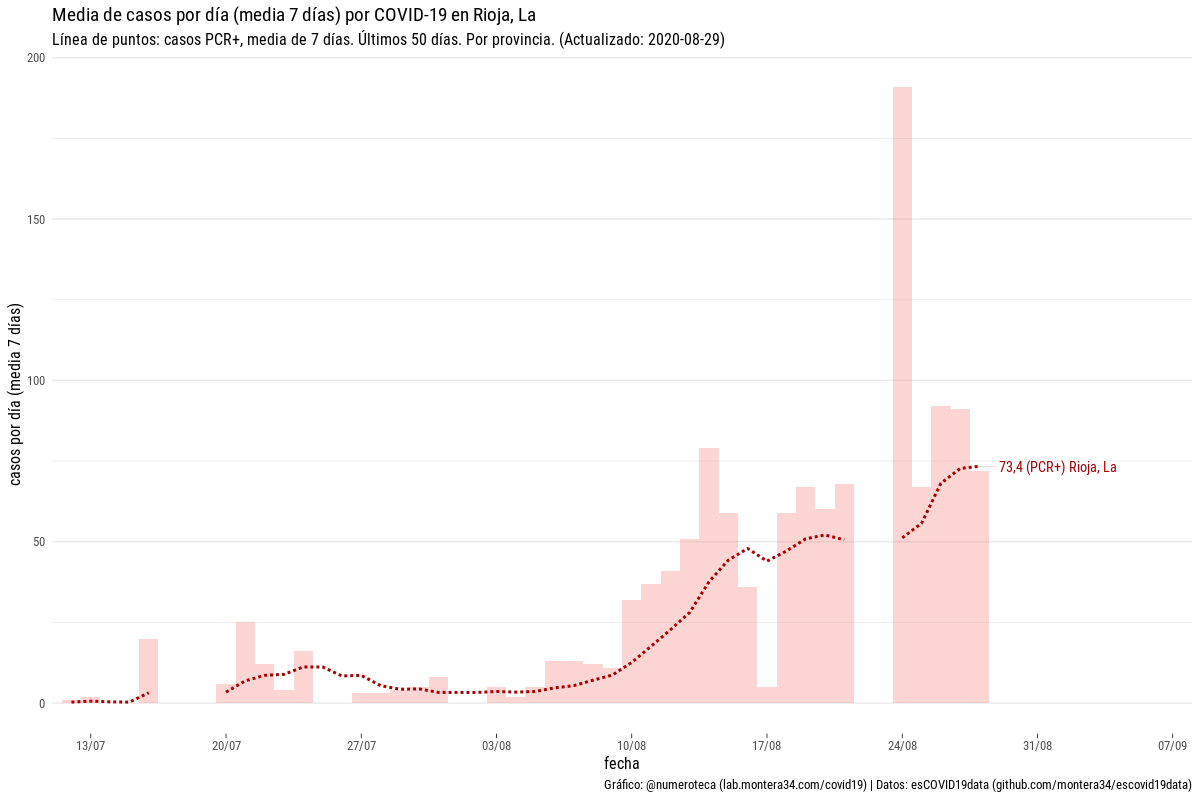 Media de casos por día (media 7 días) por COVID-19 en Rioja, La
Línea de puntos: casos PCR+, media de 7 días. Últimos 50 días. Por provincia. (Actualizado: 2020-08-29)
200
150
100
50
0
casos por día (media 7 días)
73,4 (PCR+) Rioja, La
13/07 20/07 27/07 03/08 10/08 17/08 24/08 31/08 07/09
fecha
Gráfico: @numeroteca (lab.montera34.com/covid19) | Datos: esCOVID19data (github.com/montera34/escovid19data)